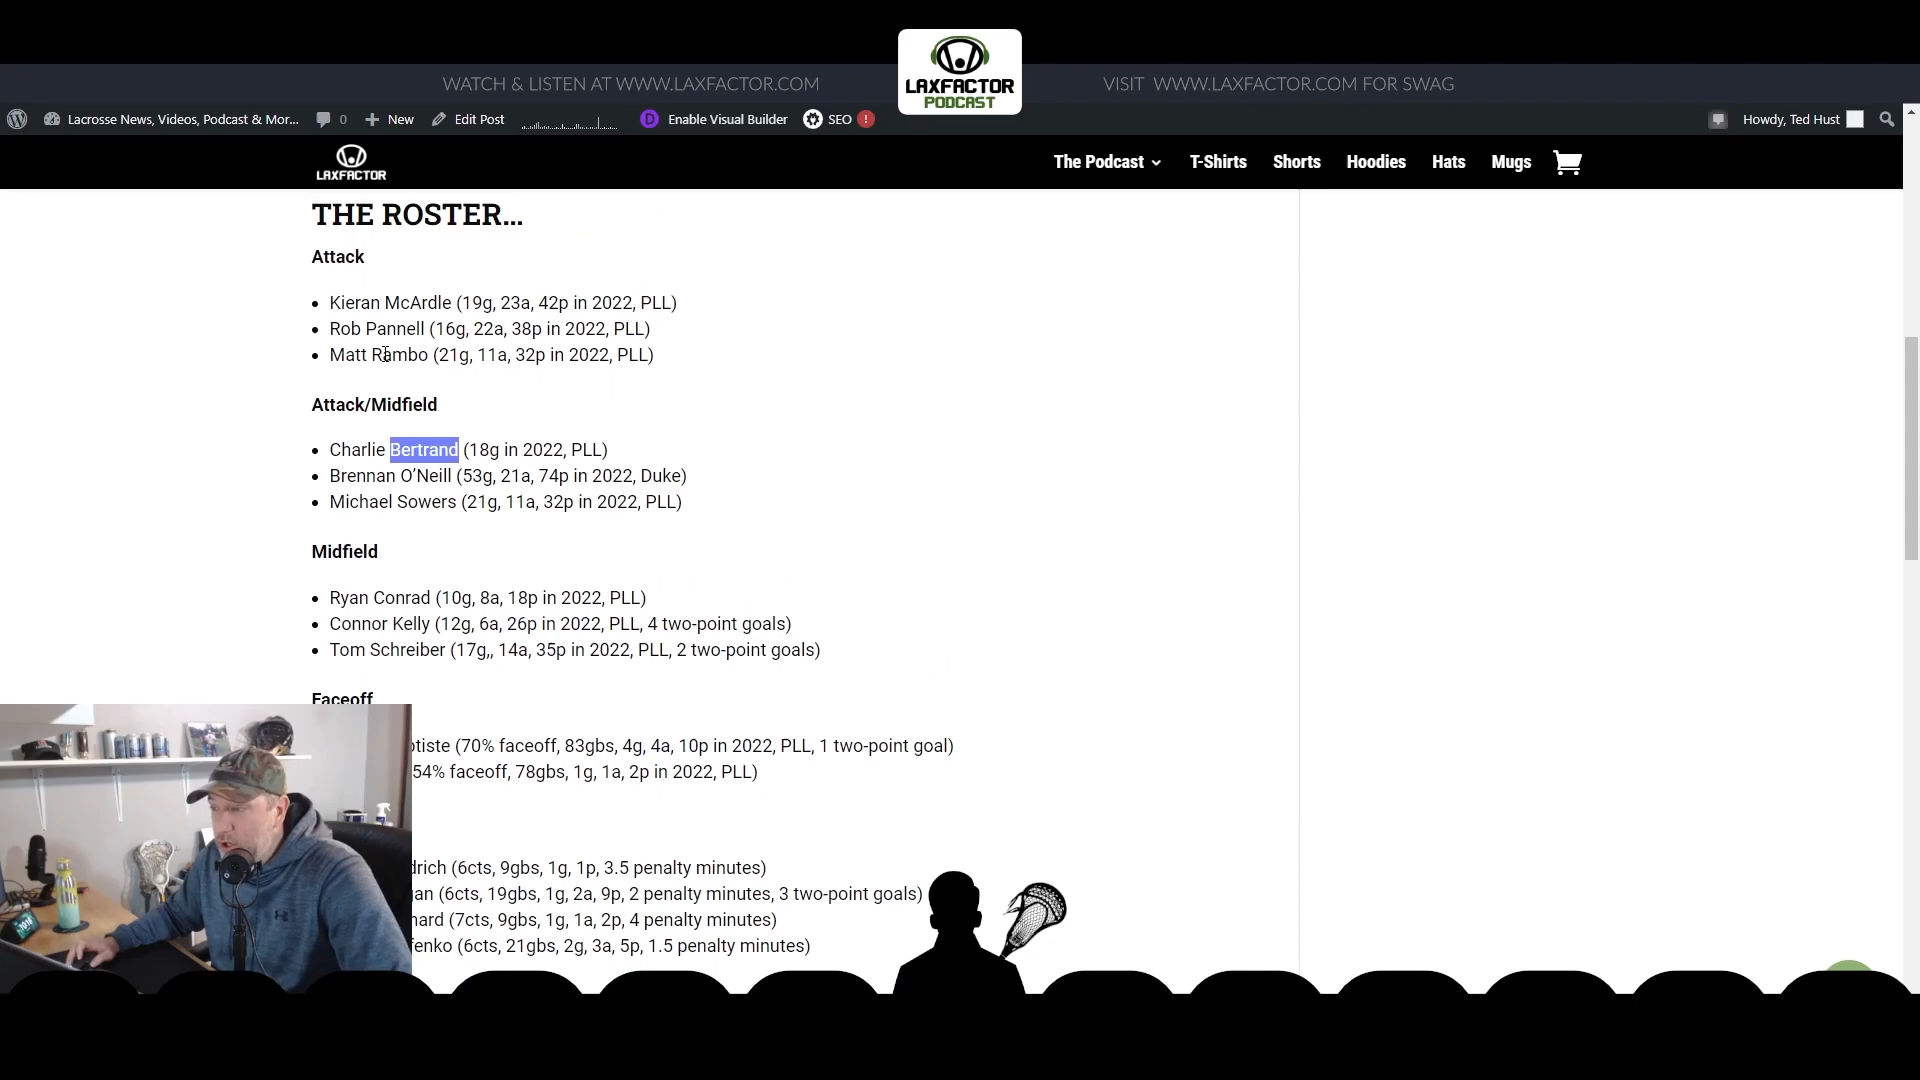 WATCH & LISTEN AT WWW.LAXFACTOR.COM
LAXFACTOR
PODCAST
VISIT WWW.LAXFACTOR.COM FOR SWAG
Lacrosse News, Videos, Podcast & Mor...
0
New
Edit Post
D
Enable Visual Builder
SEO
!
Howdy, Ted Hust
LAXFACTOR
The Podcast
T-Shirts
Shorts
Hoodies
Hats
Mugs
THE ROSTER...
Attack
• Kieran McArdle (19g, 23a, 42p in 2022, PLL)
• Rob Pannell (16g, 22a, 38p in 2022, PLL)
• Matt Rambo (21g, 11a, 32p in 2022, PLL)
Attack/Midfield
• Charlie Bertrand (18g in 2022, PLL)
• Brennan O’Neill (53g, 21a, 74p in 2022, Duke)
• Michael Sowers (21g, 11a, 32p in 2022, PLL)
Midfield
• Ryan Conrad (10g, 8a, 18p in 2022, PLL)
• Connor Kelly (12g, 6a, 26p in 2022, PLL, 4 two-point goals)
• Tom Schreiber (17g,, 14a, 35p in 2022, PLL, 2 two-point goals)
Faceoff
tiste (70% faceoff, 83gbs, 4g, 4a, 10p in 2022, PLL, 1 two-point goal)
54% faceoff, 78gbs, 1g, 1a, 2p in 2022, PLL)
drich (6cts, 9gbs, 1g, 1p, 3.5 penalty minutes)
an (6cts, 19gbs, 1g, 2a, 9p, 2 penalty minutes, 3 two-point goals)
nard (7cts, 9gbs, 1g, 1a, 2p, 4 penalty minutes)
enko (6cts, 21gbs, 2g, 3a, 5p, 1.5 penalty minutes)